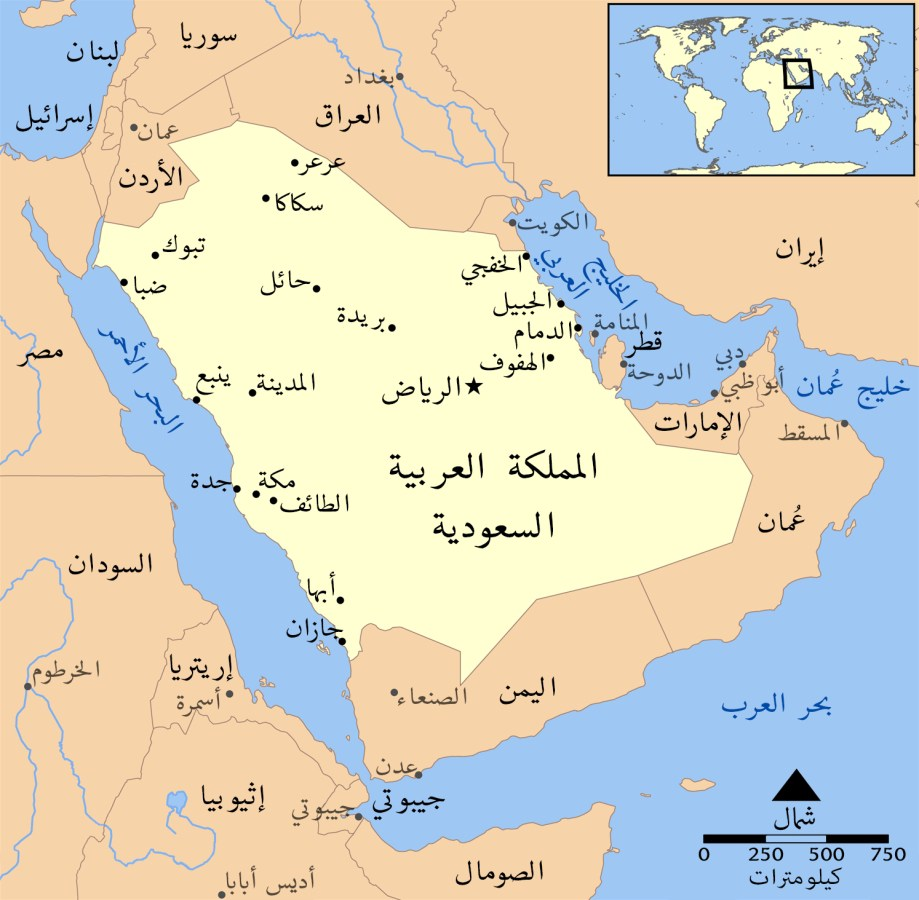 سوريا
لبنان
بغداد
إسرائيل
العراق
عمان
الأردن
عرعر
سكاكا
الكويت
تبوك
إيران
الخفجي
الخليج
العربي
ضبا
حائل
الجبيل
بريدة
الدمام
المنامة
قطر
مصر
البحر الأحمر
الهفوف
الدوحة
دبي
ينبع
المدينة
الرياض
أبو ظبي
خليج عُمان
الإمارات
المسقط
المملكة العربية
السعودية
جدة
مكة
الطائف
عُمان
السودان
أبها
جازان
الخرطوم
إريتريا
أسمرة
الصنعاء
اليمن
بحر العرب
عدن
إثيوبيا
جيبوتي
جيبوتي
شمال
0 250 500 750
كيلومترات
الصومال
أديس أبابا